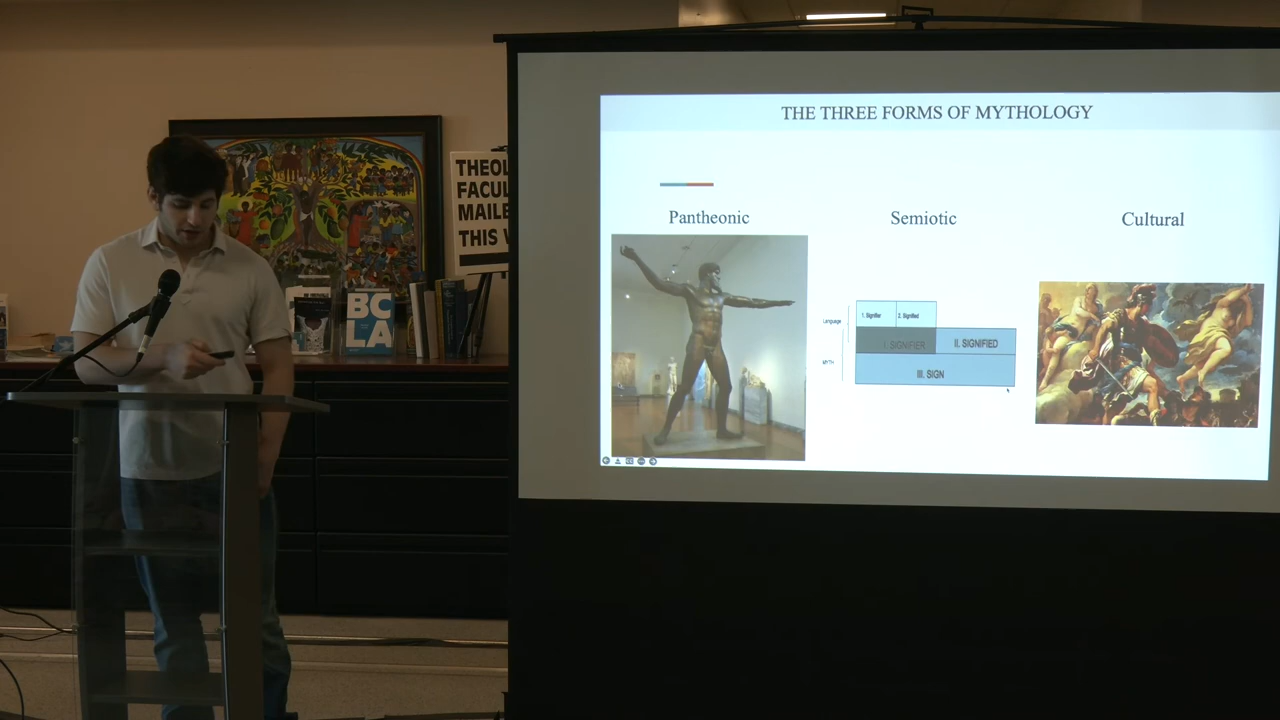 THE THREE FORMS OF MYTHOLOGY
Pantheonic
Semiotic
Cultural
Language
1. Signifier
2. Signified
MYTH
I. SIGNIFIER
II. SIGNIFIED
III. SIGN
THEOL
FACUL
MAILE
THIS W
BC
LA